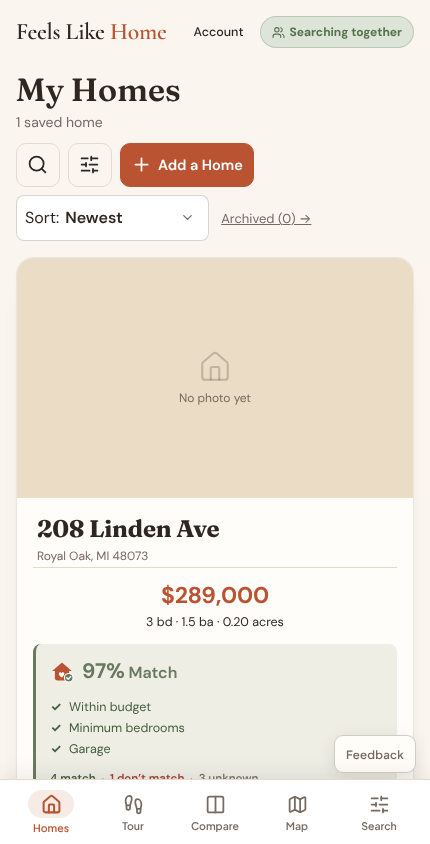 Feels Like Home
Account
Searching together
My Homes
1 saved home
Add a Home
Sort: Newest
Archived (0) →
No photo yet
208 Linden Ave
Royal Oak, MI 48073
$289,000
3 bd · 1.5 ba · 0.20 acres
97% Match
Within budget
Minimum bedrooms
Garage
Feedback
4 match · 1 don't match · 3 unknown
Homes
Tour
Compare
Map
Search